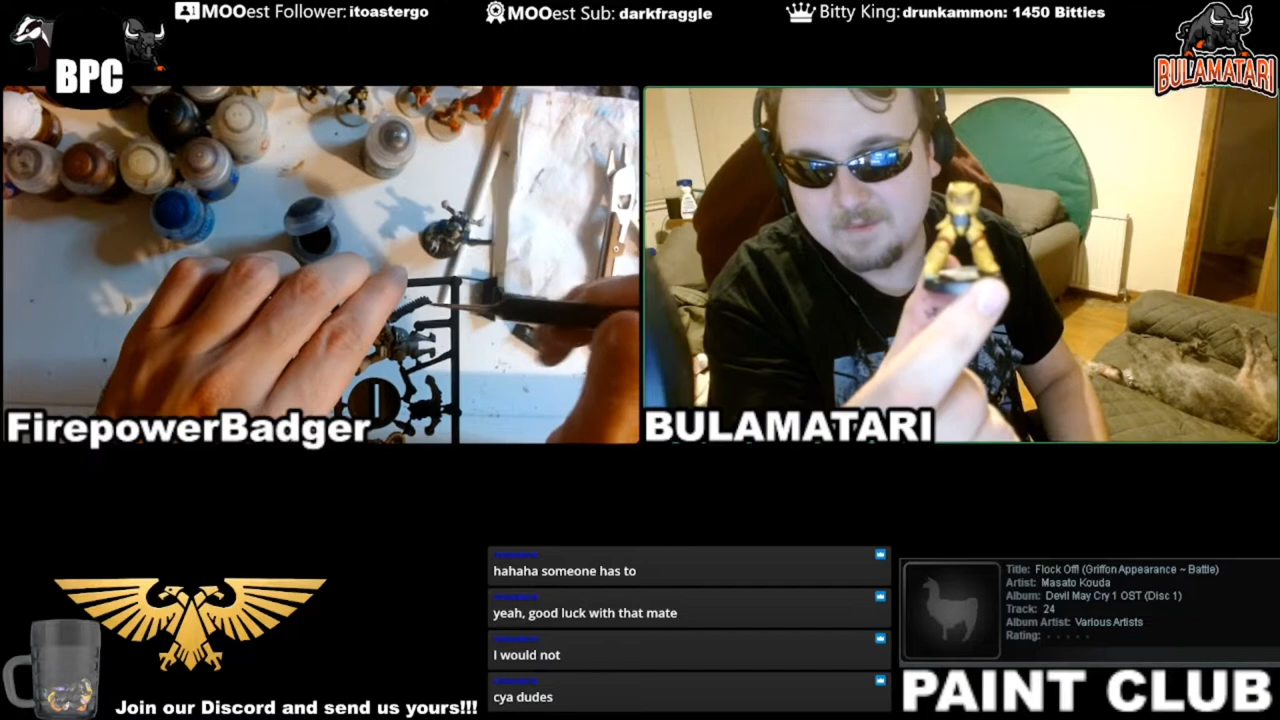 MOOest Follower: itoastergo
MOOest Sub: darkfraggle
Bitty King: drunkammon: 1450 Bitties
BPC
BULAMATARI
FirepowerBadger
BULAMATARI
hahaha someone has to
yeah, good luck with that mate
I would not
cya dudes
Title: Flock Off! (Griffon Appearance ~ Battle)
Artist: Masato Kouda
Album: Devil May Cry 1 OST (Disc 1)
Track: 24
Album Artist: Various Artists
Rating:
Join our Discord and send us yours!!!
PAINT CLUB